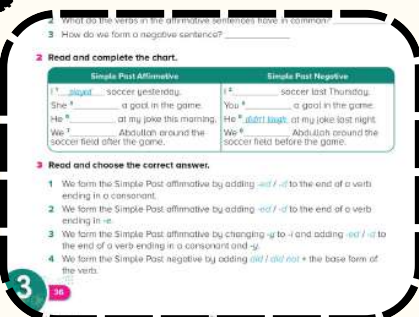 2 What do the verbs in the affirmative sentences have in common?
3 How do we form a negative sentence?
2 Read and complete the chart.
Simple Past Affirmative
Simple Past Negative
I 1 played soccer yesterday.
I 2 soccer last Thursday.
She 3 a goal in the game.
You 4 a goal in the game.
He 5 at my joke this morning.
He 6 didn't laugh at my joke last night.
We 7 Abdullah around the soccer field after the game.
We 8 Abdullah around the soccer field before the game.
3 Read and choose the correct answer.
1 We form the Simple Past affirmative by adding -ed / -d to the end of a verb
ending in a consonant.
2 We form the Simple Past affirmative by adding -ed / -d to the end of a verb
ending in -e.
3 We form the Simple Past affirmative by changing -y to -i and adding -ed / -d to
the end of a verb ending in a consonant and -y.
4 We form the Simple Past negative by adding did / did not + the base form of
the verb.
3
36